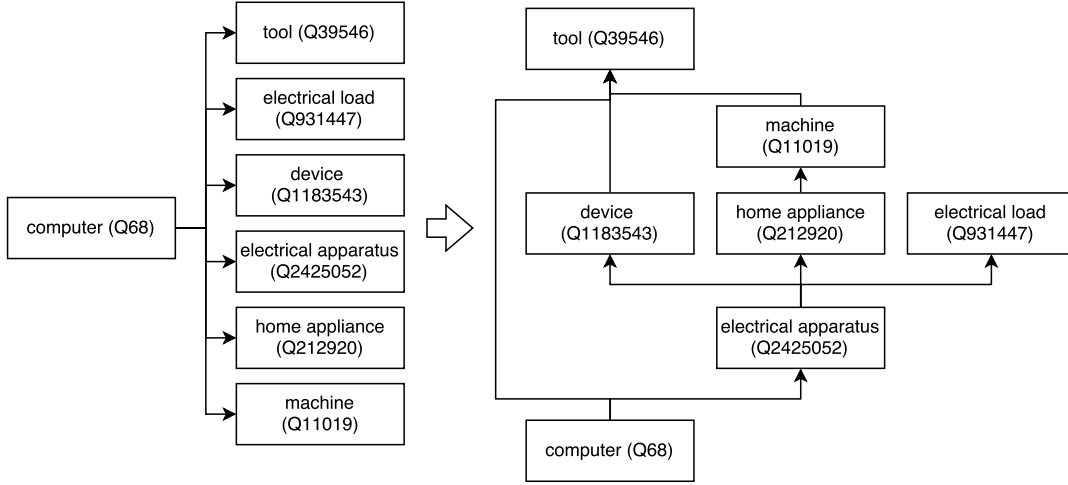 tool (Q39546)
electrical load
(Q931447)
device
(Q1183543)
computer (Q68)
electrical apparatus
(Q2425052)
home appliance
(Q212920)
machine
(Q11019)
tool (Q39546)
machine
(Q11019)
device
(Q1183543)
home appliance
(Q212920)
electrical load
(Q931447)
electrical apparatus
(Q2425052)
computer (Q68)